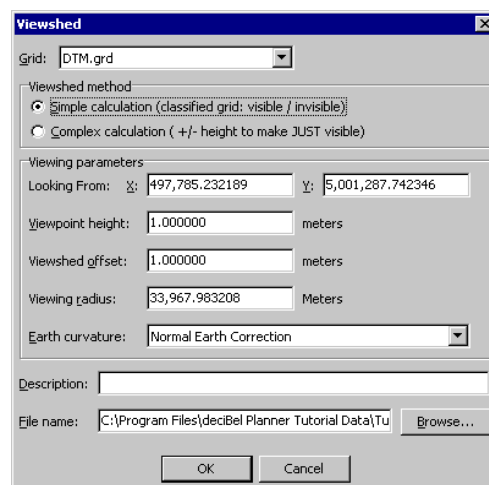 Viewshed
Grid: DTM.grd
Viewshed method
Simple calculation (classified grid: visible / invisible)
Complex calculation ( +/- height to make JUST visible)
Viewing parameters
Looking From: X: 497,785.232189 Y: 5,001,287.742346
Viewpoint height: 1.000000 meters
Viewshed offset: 1.000000 meters
Viewing radius: 33,967.983208 Meters
Earth curvature: Normal Earth Correction
Description:
File name: C:\Program Files\deciBel Planner Tutorial Data\Tu Browse...
OK Cancel